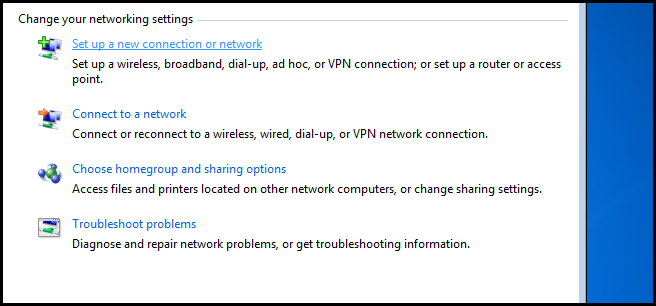 Change your networking settings
Set up a new connection or network
Set up a wireless, broadband, dial-up, ad hoc, or VPN connection; or set up a router or access
point.
Connect to a network
Connect or reconnect to a wireless, wired, dial-up, or VPN network connection.
Choose homegroup and sharing options
Access files and printers located on other network computers, or change sharing settings.
Troubleshoot problems
Diagnose and repair network problems, or get troubleshooting information.